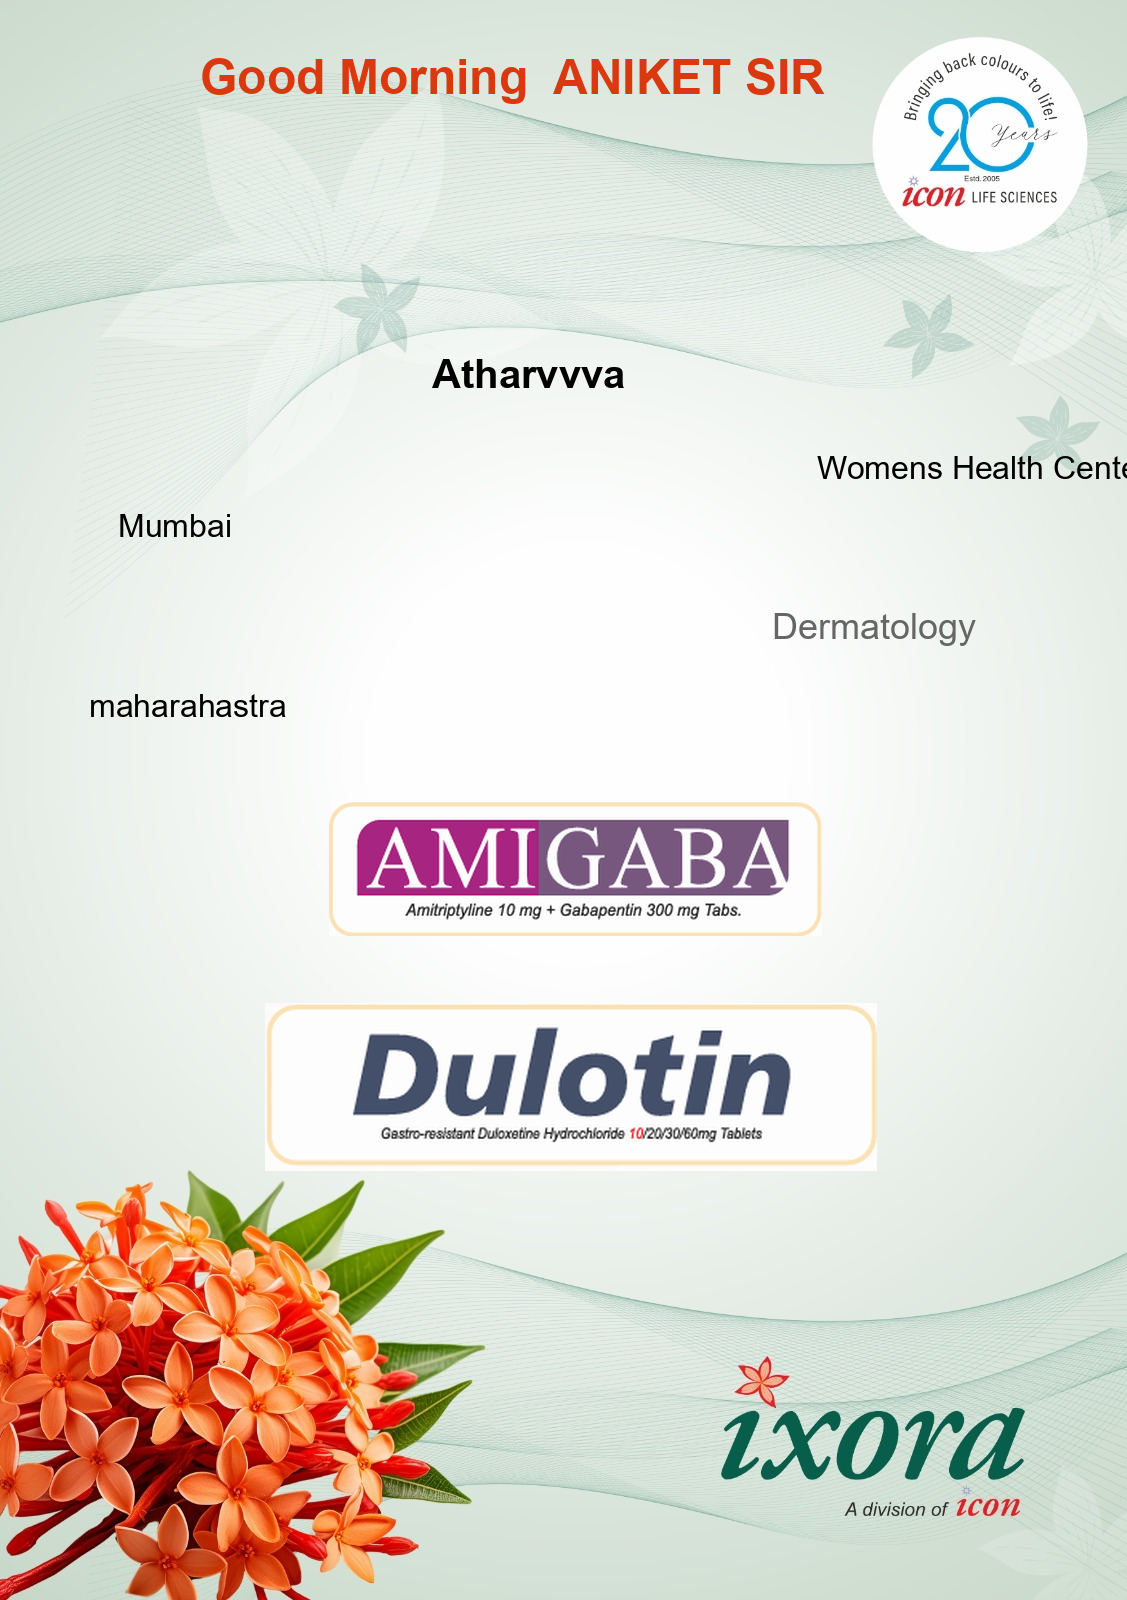 Good Morning  ANIKET SIR
Bringing back colours to life!
20 Years
Estd. 2005
icon LIFE SCIENCES
Atharvvva
Womens Health Cente
Mumbai
Dermatology
maharahastra
AMIGABA
Amitriptyline 10 mg + Gabapentin 300 mg Tabs.
Dulotin
Gastro-resistant Duloxetine Hydrochloride 10/20/30/60mg Tablets
ixora
A division of icon